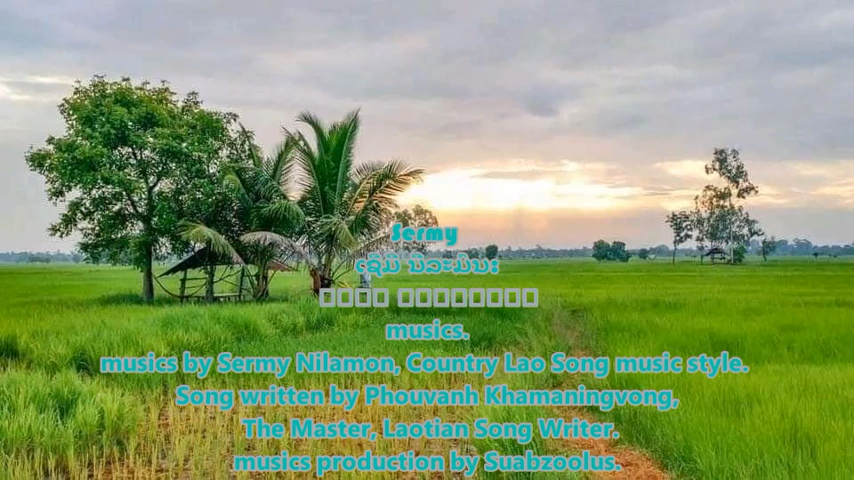 Sermy
ເຊີມີ ນິລະມົນ:
musics.
musics by Sermy Nilamon, Country Lao Song music style.
Song written by Phouvanh Khamaningvong,
The Master, Laotian Song Writer.
musics production by Suabzoolus.